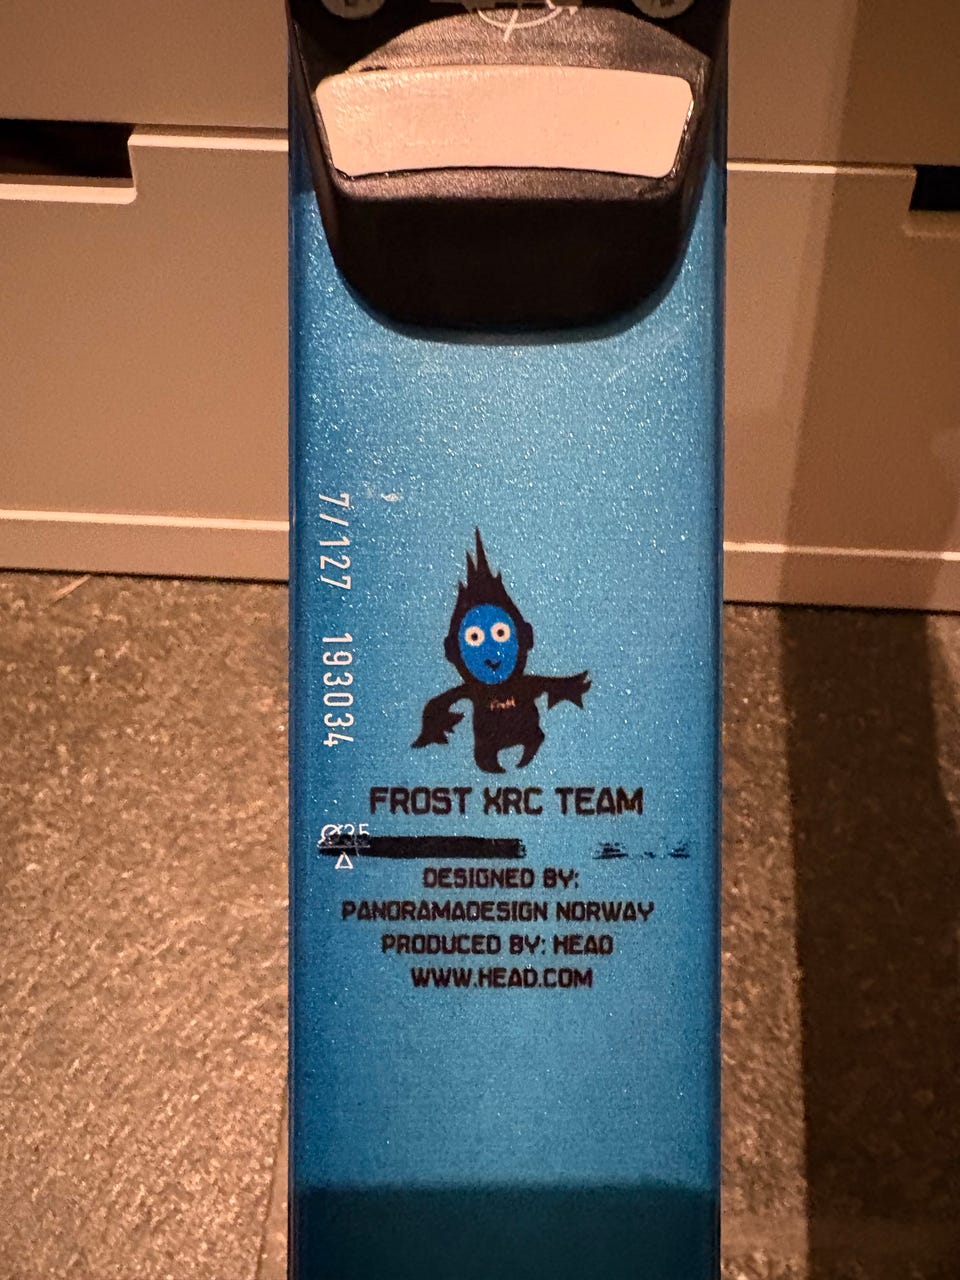 7//127 193034
FROST XRC TEAM
DESIGNED BY:
PANORAMADESIGN NORWAY
PRODUCED BY: HEAD
WWW.HEAD.COM